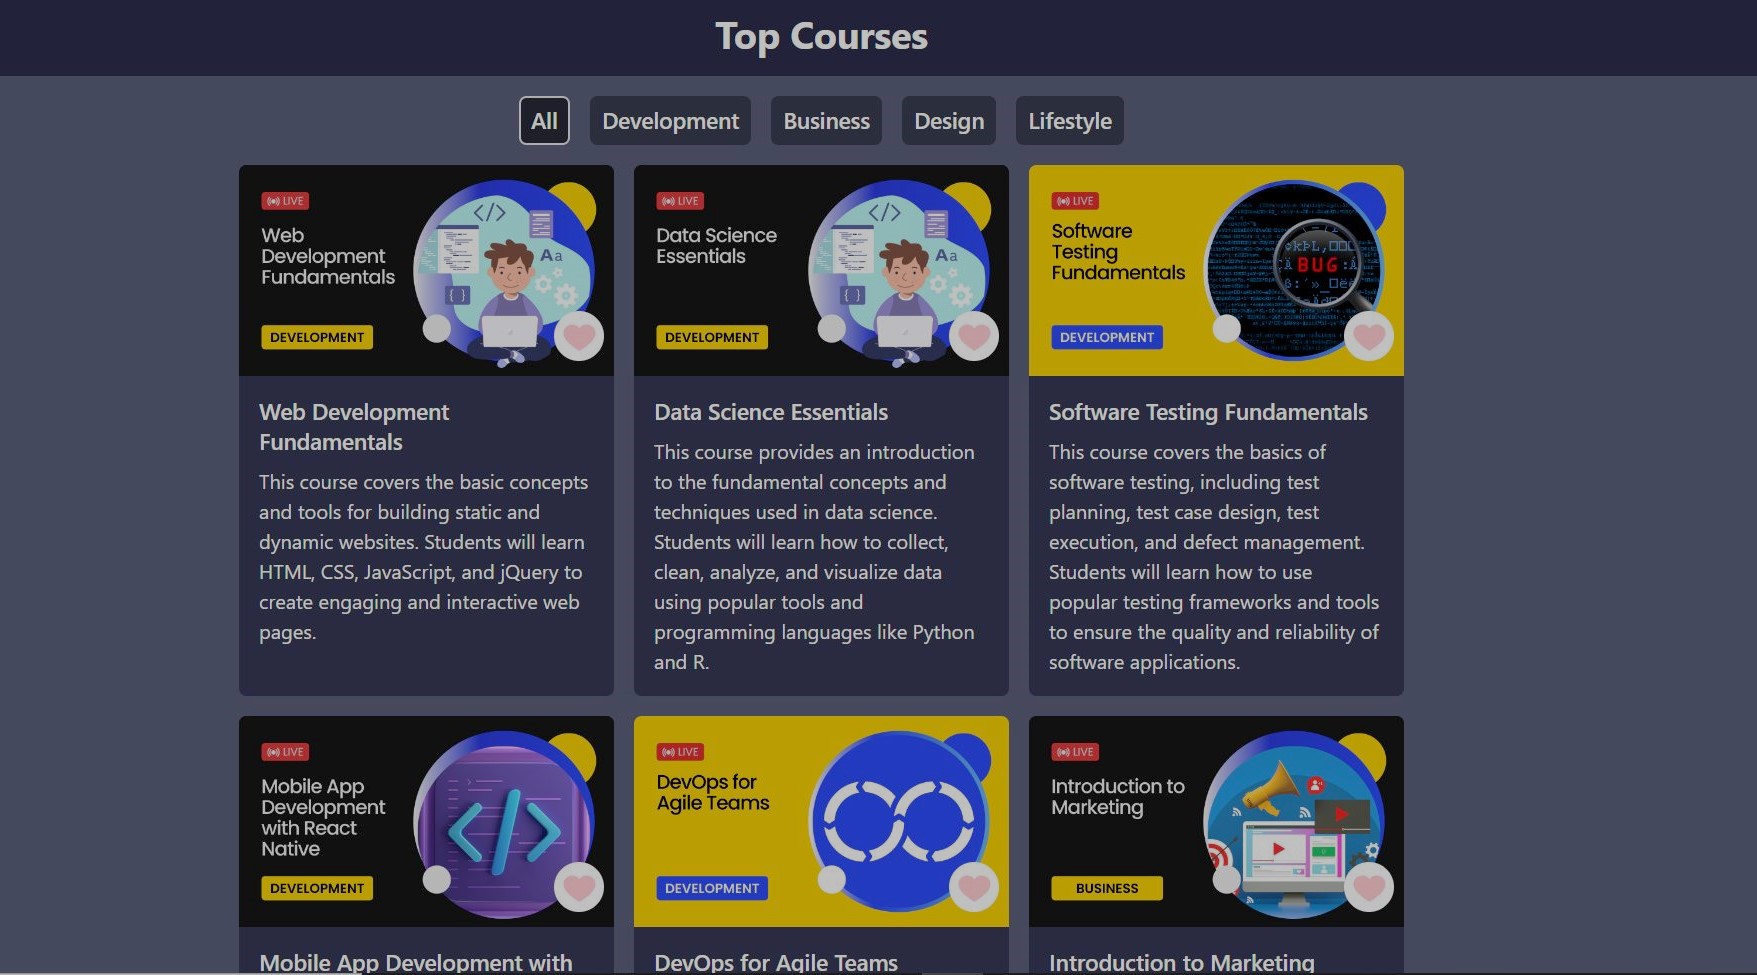 Top Courses
All
Development
Business
Design
Lifestyle
LIVE
Web
Development
Fundamentals
DEVELOPMENT
</>
Aa
{ }
Web Development
Fundamentals
This course covers the basic concepts
and tools for building static and
dynamic websites. Students will learn
HTML, CSS, JavaScript, and jQuery to
create engaging and interactive web
pages.
LIVE
Data Science
Essentials
DEVELOPMENT
</>
Aa
{ }
Data Science Essentials
This course provides an introduction
to the fundamental concepts and
techniques used in data science.
Students will learn how to collect,
clean, analyze, and visualize data
using popular tools and
programming languages like Python
and R.
LIVE
Software
Testing
Fundamentals
DEVELOPMENT
BUG
Software Testing Fundamentals
This course covers the basics of
software testing, including test
planning, test case design, test
execution, and defect management.
Students will learn how to use
popular testing frameworks and tools
to ensure the quality and reliability of
software applications.
LIVE
Mobile App
Development
with React
Native
DEVELOPMENT
</>
Mobile App Development with
LIVE
DevOps for
Agile Teams
DEVELOPMENT
DevOps for Agile Teams
LIVE
Introduction to
Marketing
BUSINESS
Introduction to Marketing